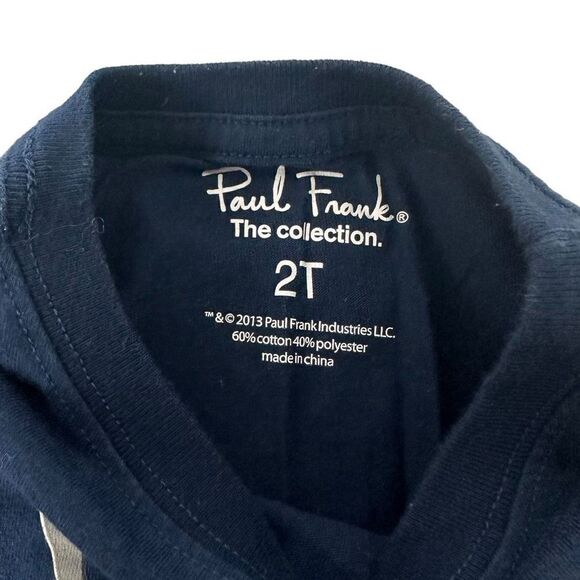 Paul Frank®
The collection.
2T
™ & © 2013 Paul Frank Industries LLC.
60% cotton 40% polyester
made in china